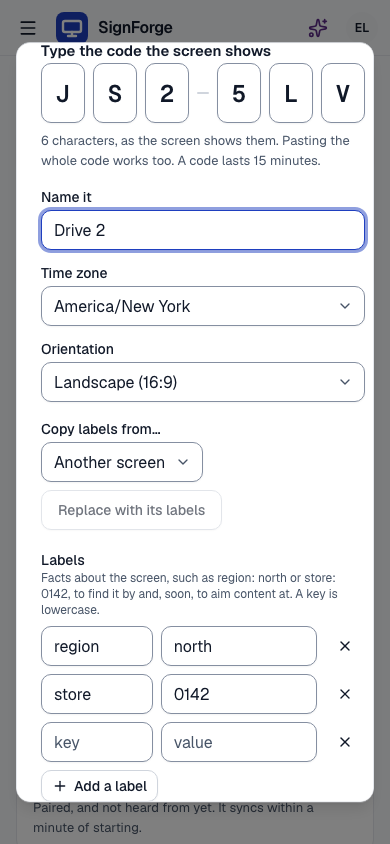 SignForge
EL
Type the code the screen shows
J S 2 – 5 L V
6 characters, as the screen shows them. Pasting the
whole code works too. A code lasts 15 minutes.
Name it
Drive 2
Time zone
America/New York
Orientation
Landscape (16:9)
Copy labels from...
Another screen
Replace with its labels
Labels
Facts about the screen, such as region: north or store:
0142, to find it by and, soon, to aim content at. A key is
lowercase.
region north
store 0142
key value
+ Add a label
Paired, and not heard from yet. It syncs within a
minute of starting.